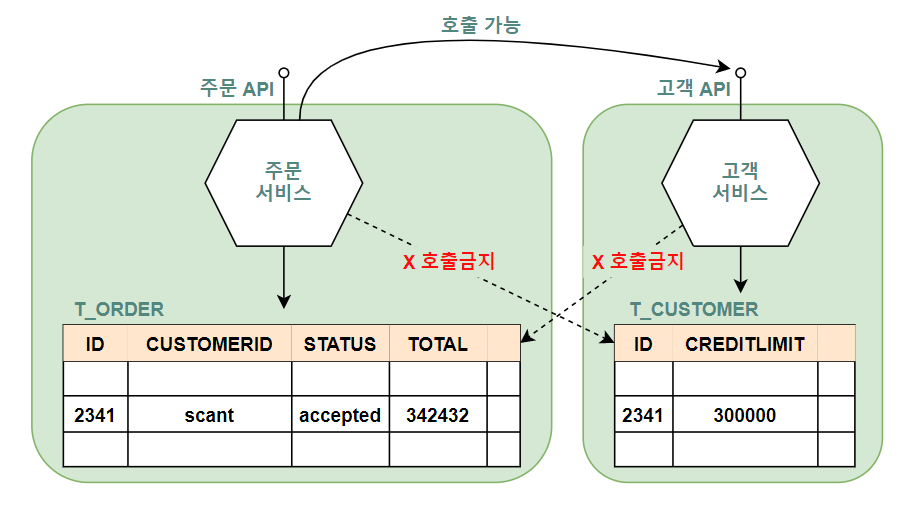 호출 가능
주문 API
고객 API
주문
서비스
고객
서비스
X 호출금지
X 호출금지
T_ORDER
ID CUSTOMERID STATUS TOTAL
2341 scant accepted 342432
T_CUSTOMER
ID CREDITLIMIT
2341 300000